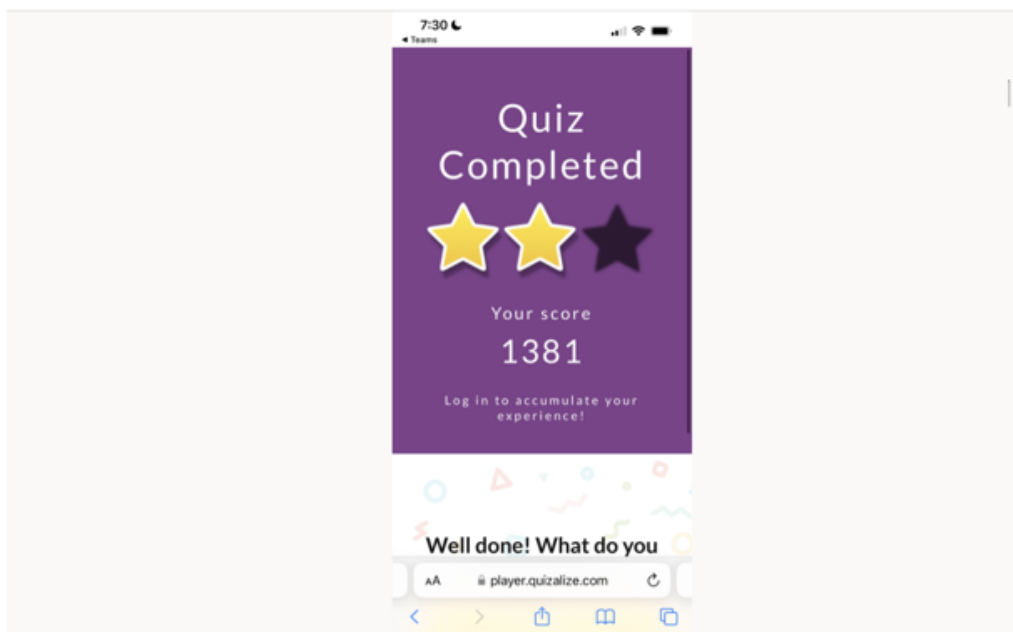 7:30
◀ Teams
Quiz
Completed
Your score
1381
Log in to accumulate your
experience!
Well done! What do you
AA player.quizalize.com